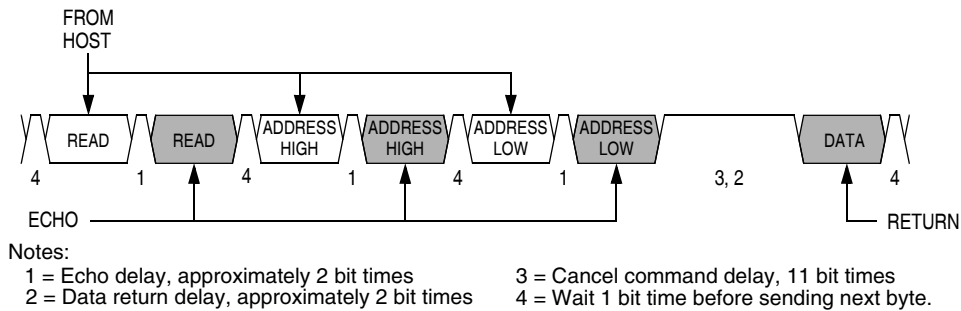 FROM
HOST
READ
READ
ADDRESS
HIGH
ADDRESS
HIGH
ADDRESS
LOW
ADDRESS
LOW
DATA
4
1
4
1
4
1
3, 2
4
ECHO
RETURN
Notes:
1 = Echo delay, approximately 2 bit times
2 = Data return delay, approximately 2 bit times
3 = Cancel command delay, 11 bit times
4 = Wait 1 bit time before sending next byte.